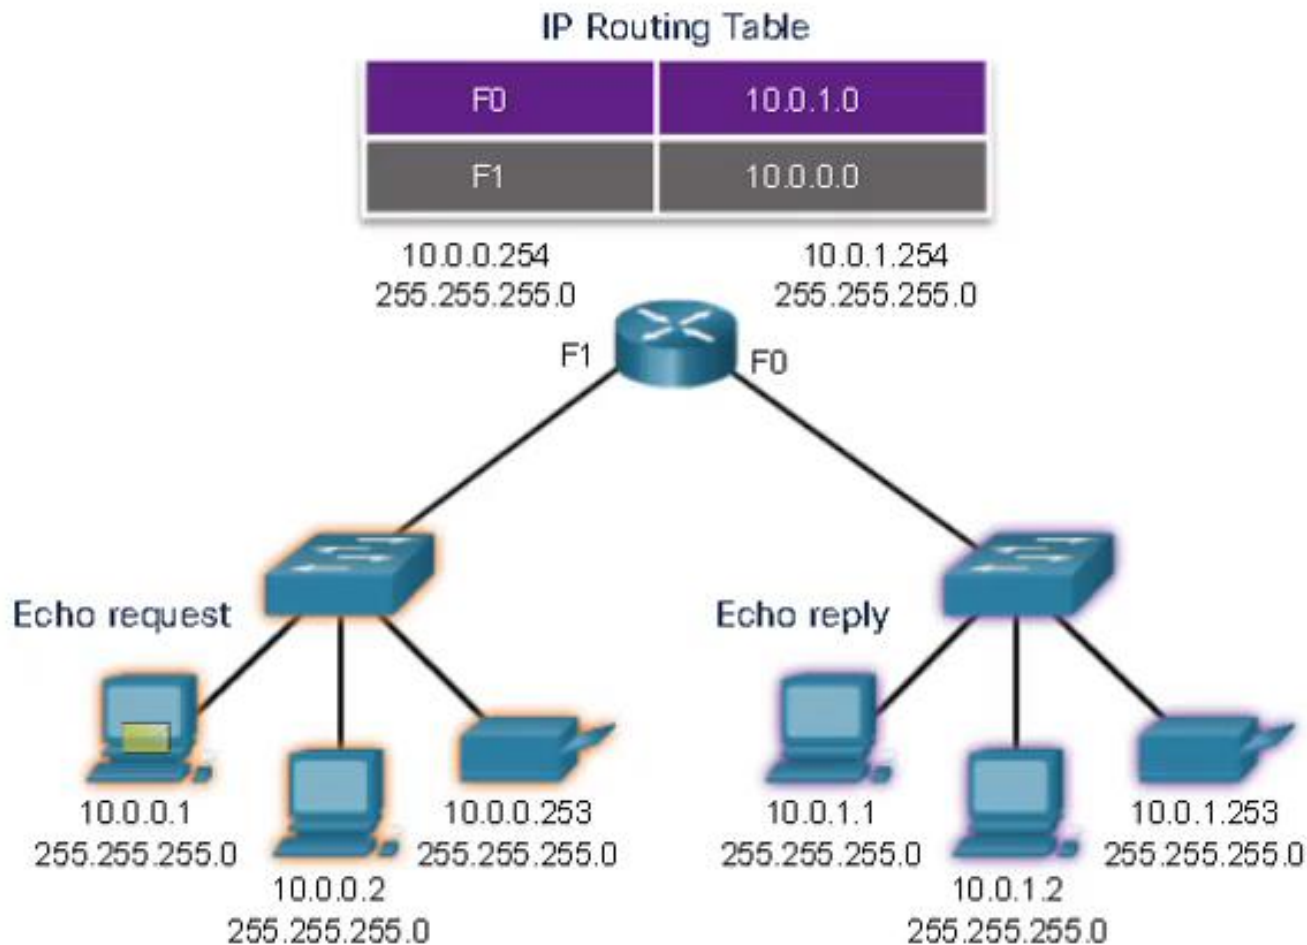 IP Routing Table
F0 10.0.1.0
F1 10.0.0.0
10.0.0.254
255.255.255.0
10.0.1.254
255.255.255.0
F1
F0
Echo request
Echo reply
10.0.0.1
255.255.255.0
10.0.0.2
255.255.255.0
10.0.0.253
255.255.255.0
10.0.1.1
255.255.255.0
10.0.1.2
255.255.255.0
10.0.1.253
255.255.255.0